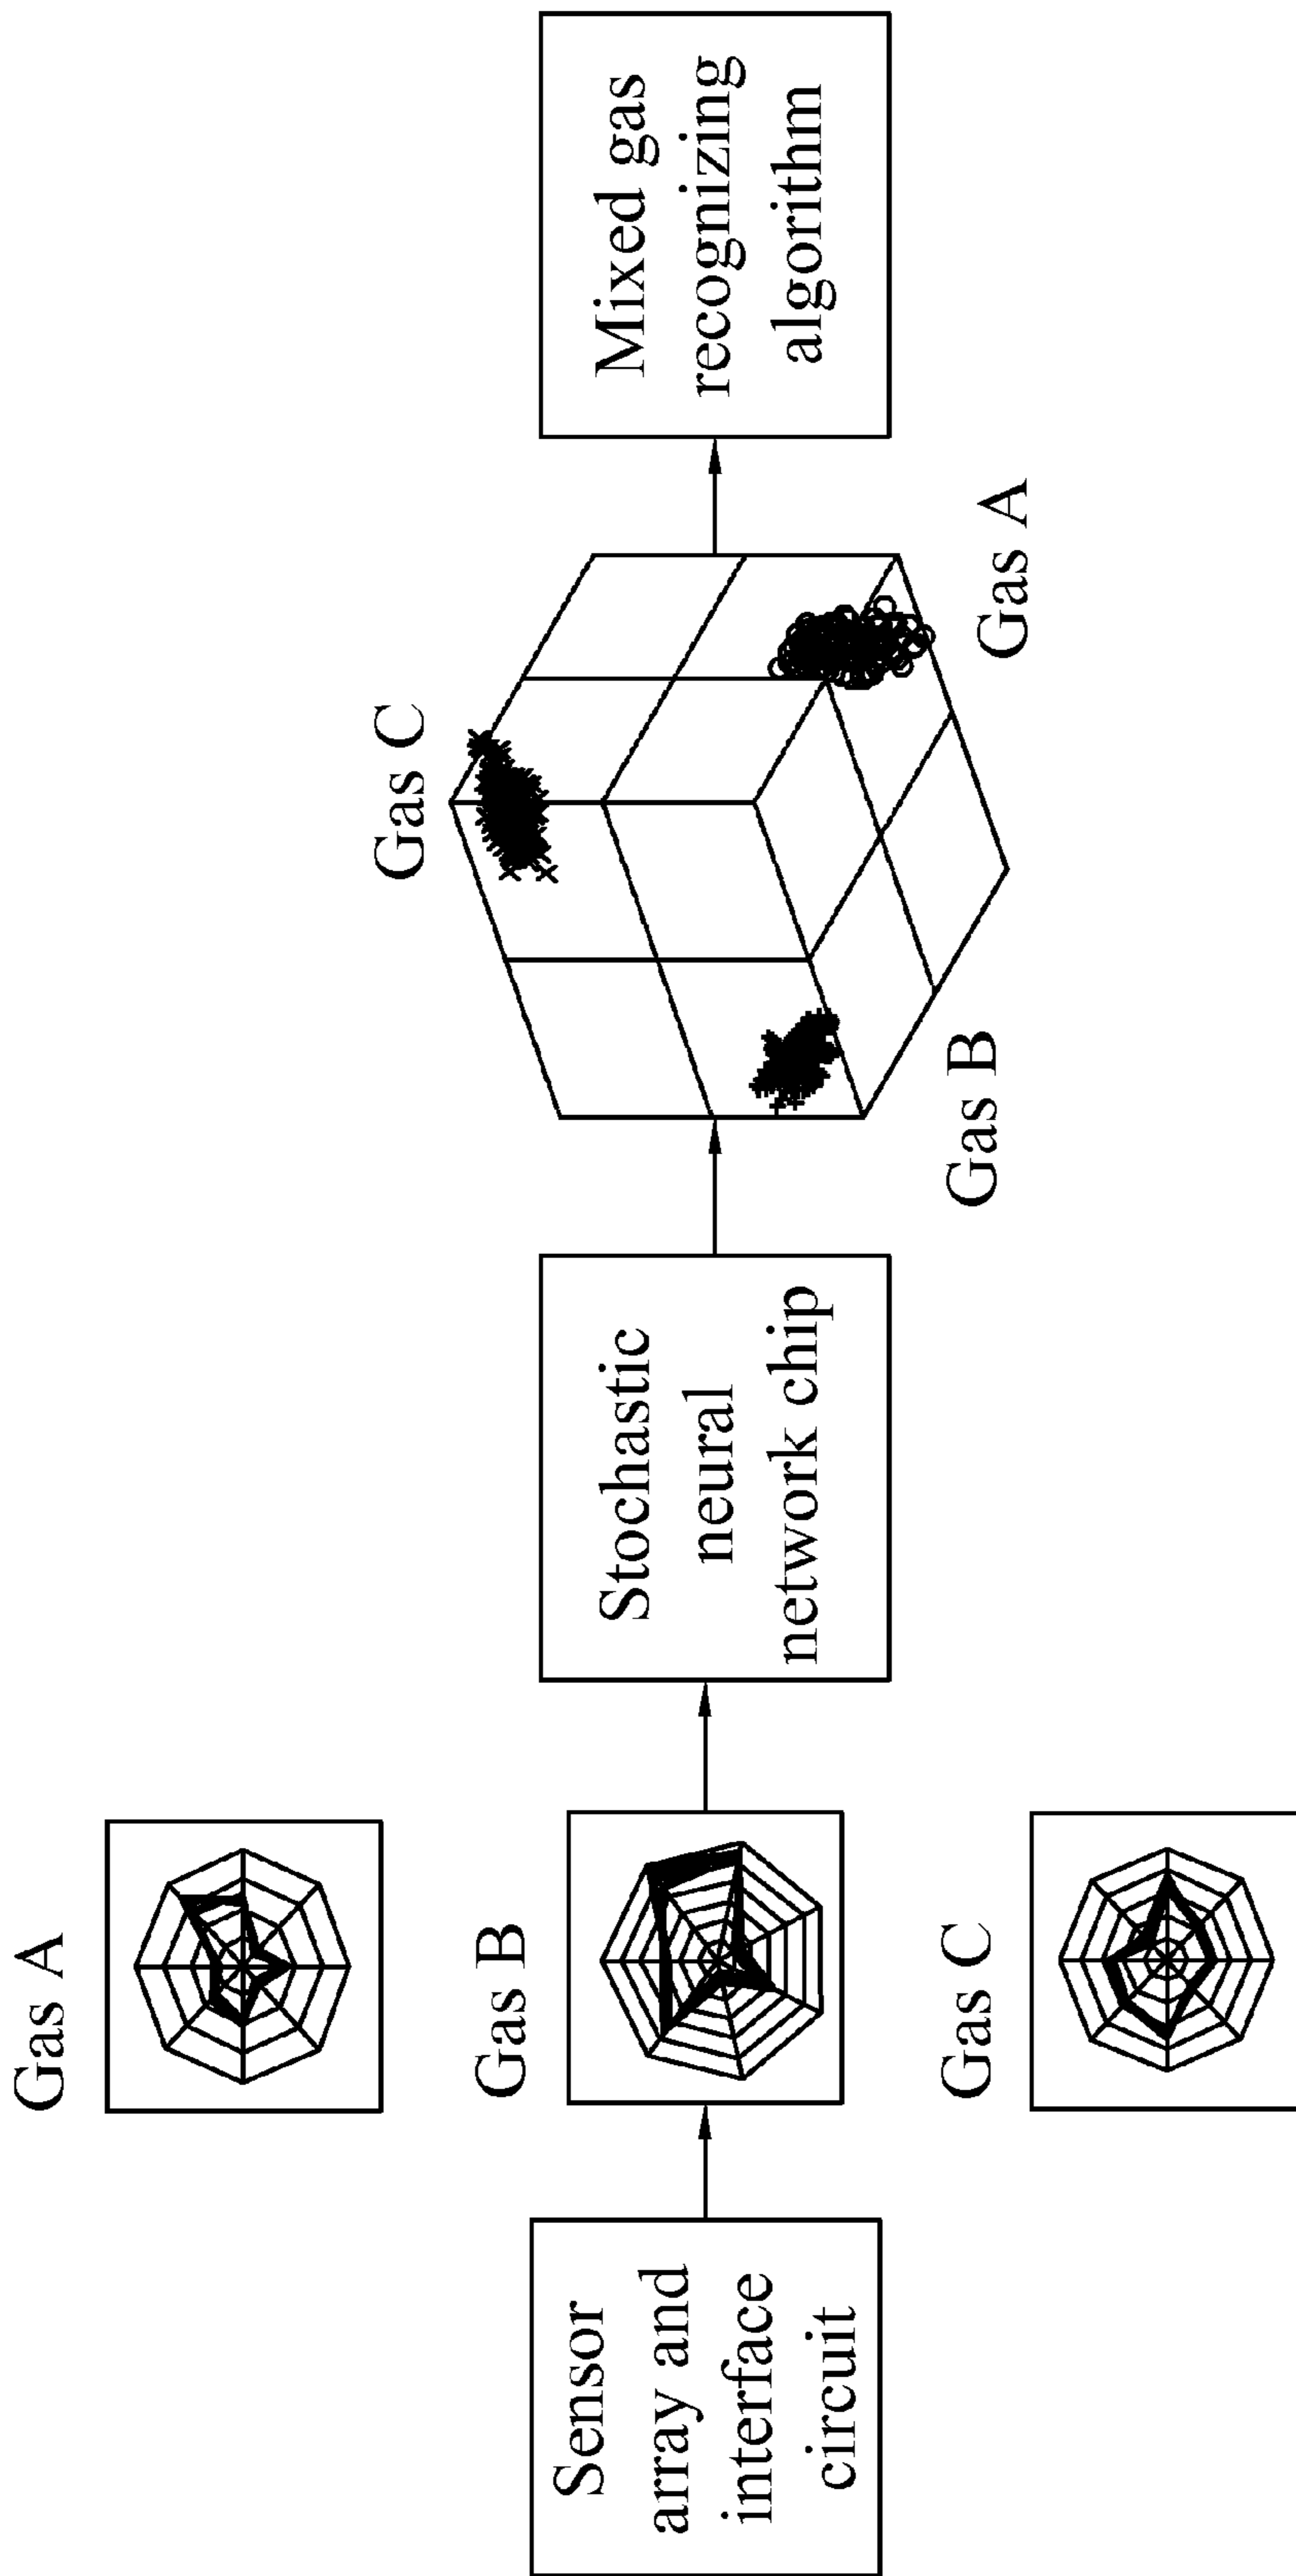 Gas A
Gas B
Gas C
Sensor
array and
interface
circuit
Stochastic
neural
network chip
Gas C
Gas B
Gas A
Mixed gas
recognizing
algorithm